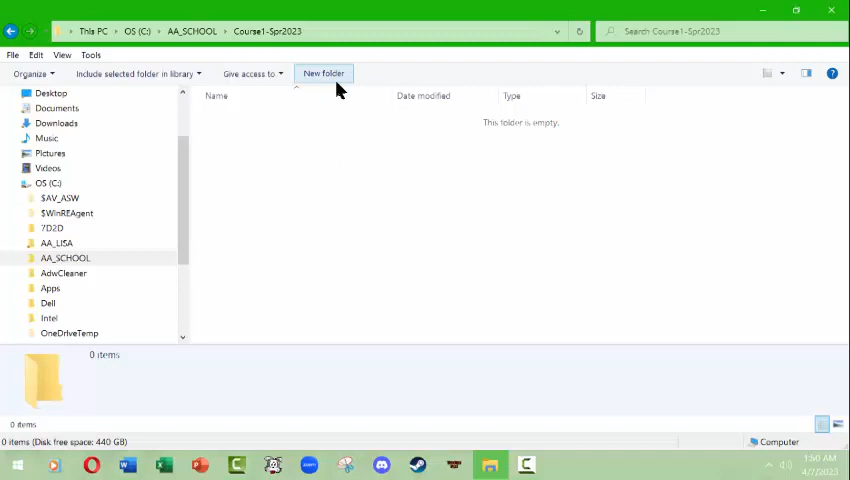 This PC > OS (C:) > AA_SCHOOL > Course1-Spr2023
Search Course1-Spr2023
File Edit View Tools
Organize Include selected folder in library Give access to New folder
Name Date modified Type Size
This folder is empty.
Desktop
Documents
Downloads
Music
Pictures
Videos
OS (C:)
$AV_ASW
$WinREAgent
7D2D
AA_LISA
AA_SCHOOL
AdwCleaner
Apps
Dell
Intel
OneDriveTemp
0 items
0 items
0 items (Disk free space: 440 GB)
Computer
1:50 AM
4/7/2023